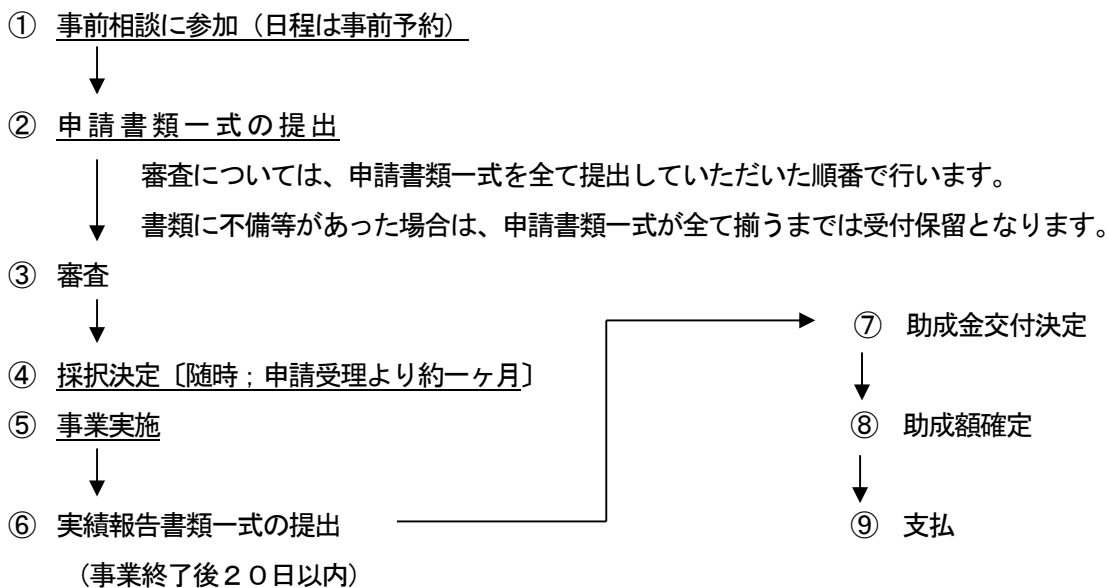 ① 事前相談に参加（日程は事前予約）
② 申請書類一式の提出
審査については、申請書類一式を全て提出していただいた順番で行います。
書類に不備等があった場合は、申請書類一式が全て揃うまでは受付保留となります。
③ 審査
④ 採択決定〔随時；申請受理より約一ヶ月〕
⑤ 事業実施
⑥ 実績報告書類一式の提出
（事業終了後２０日以内）
⑦ 助成金交付決定
⑧ 助成額確定
⑨ 支払